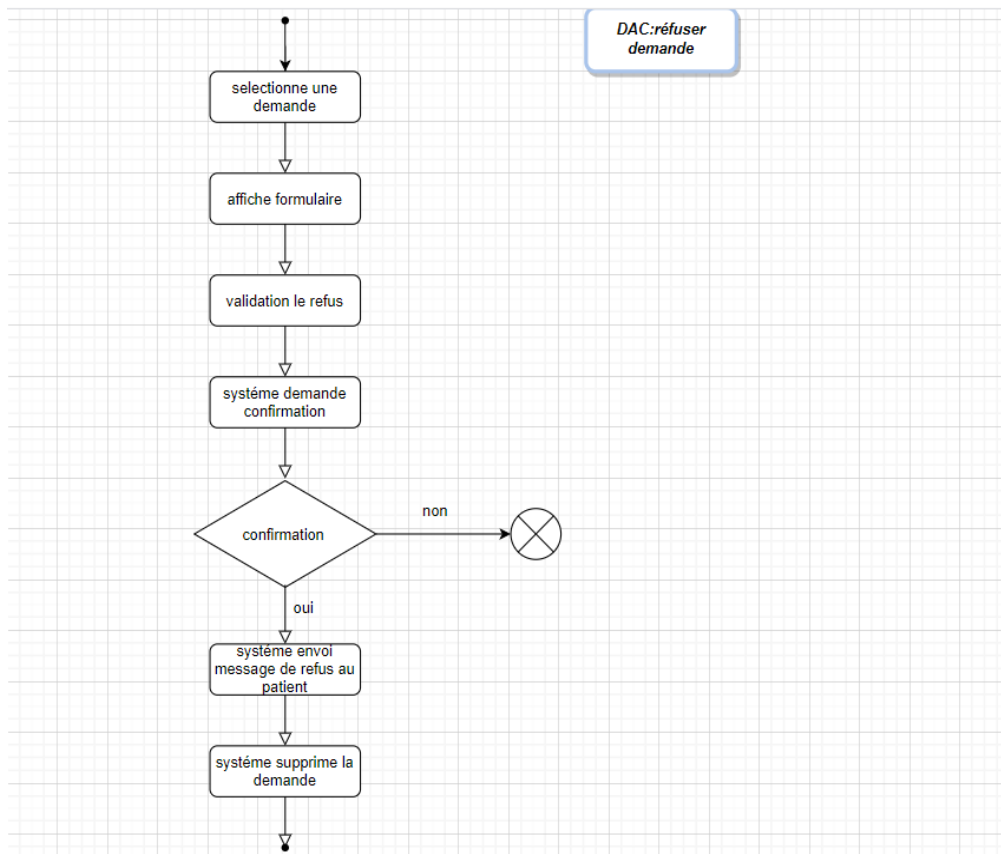 DAC:réfuser
demande
selectionne une
demande
affiche formulaire
validation le refus
systéme demande
confirmation
confirmation
non
oui
systéme envoi
message de refus au
patient
systéme supprime la
demande